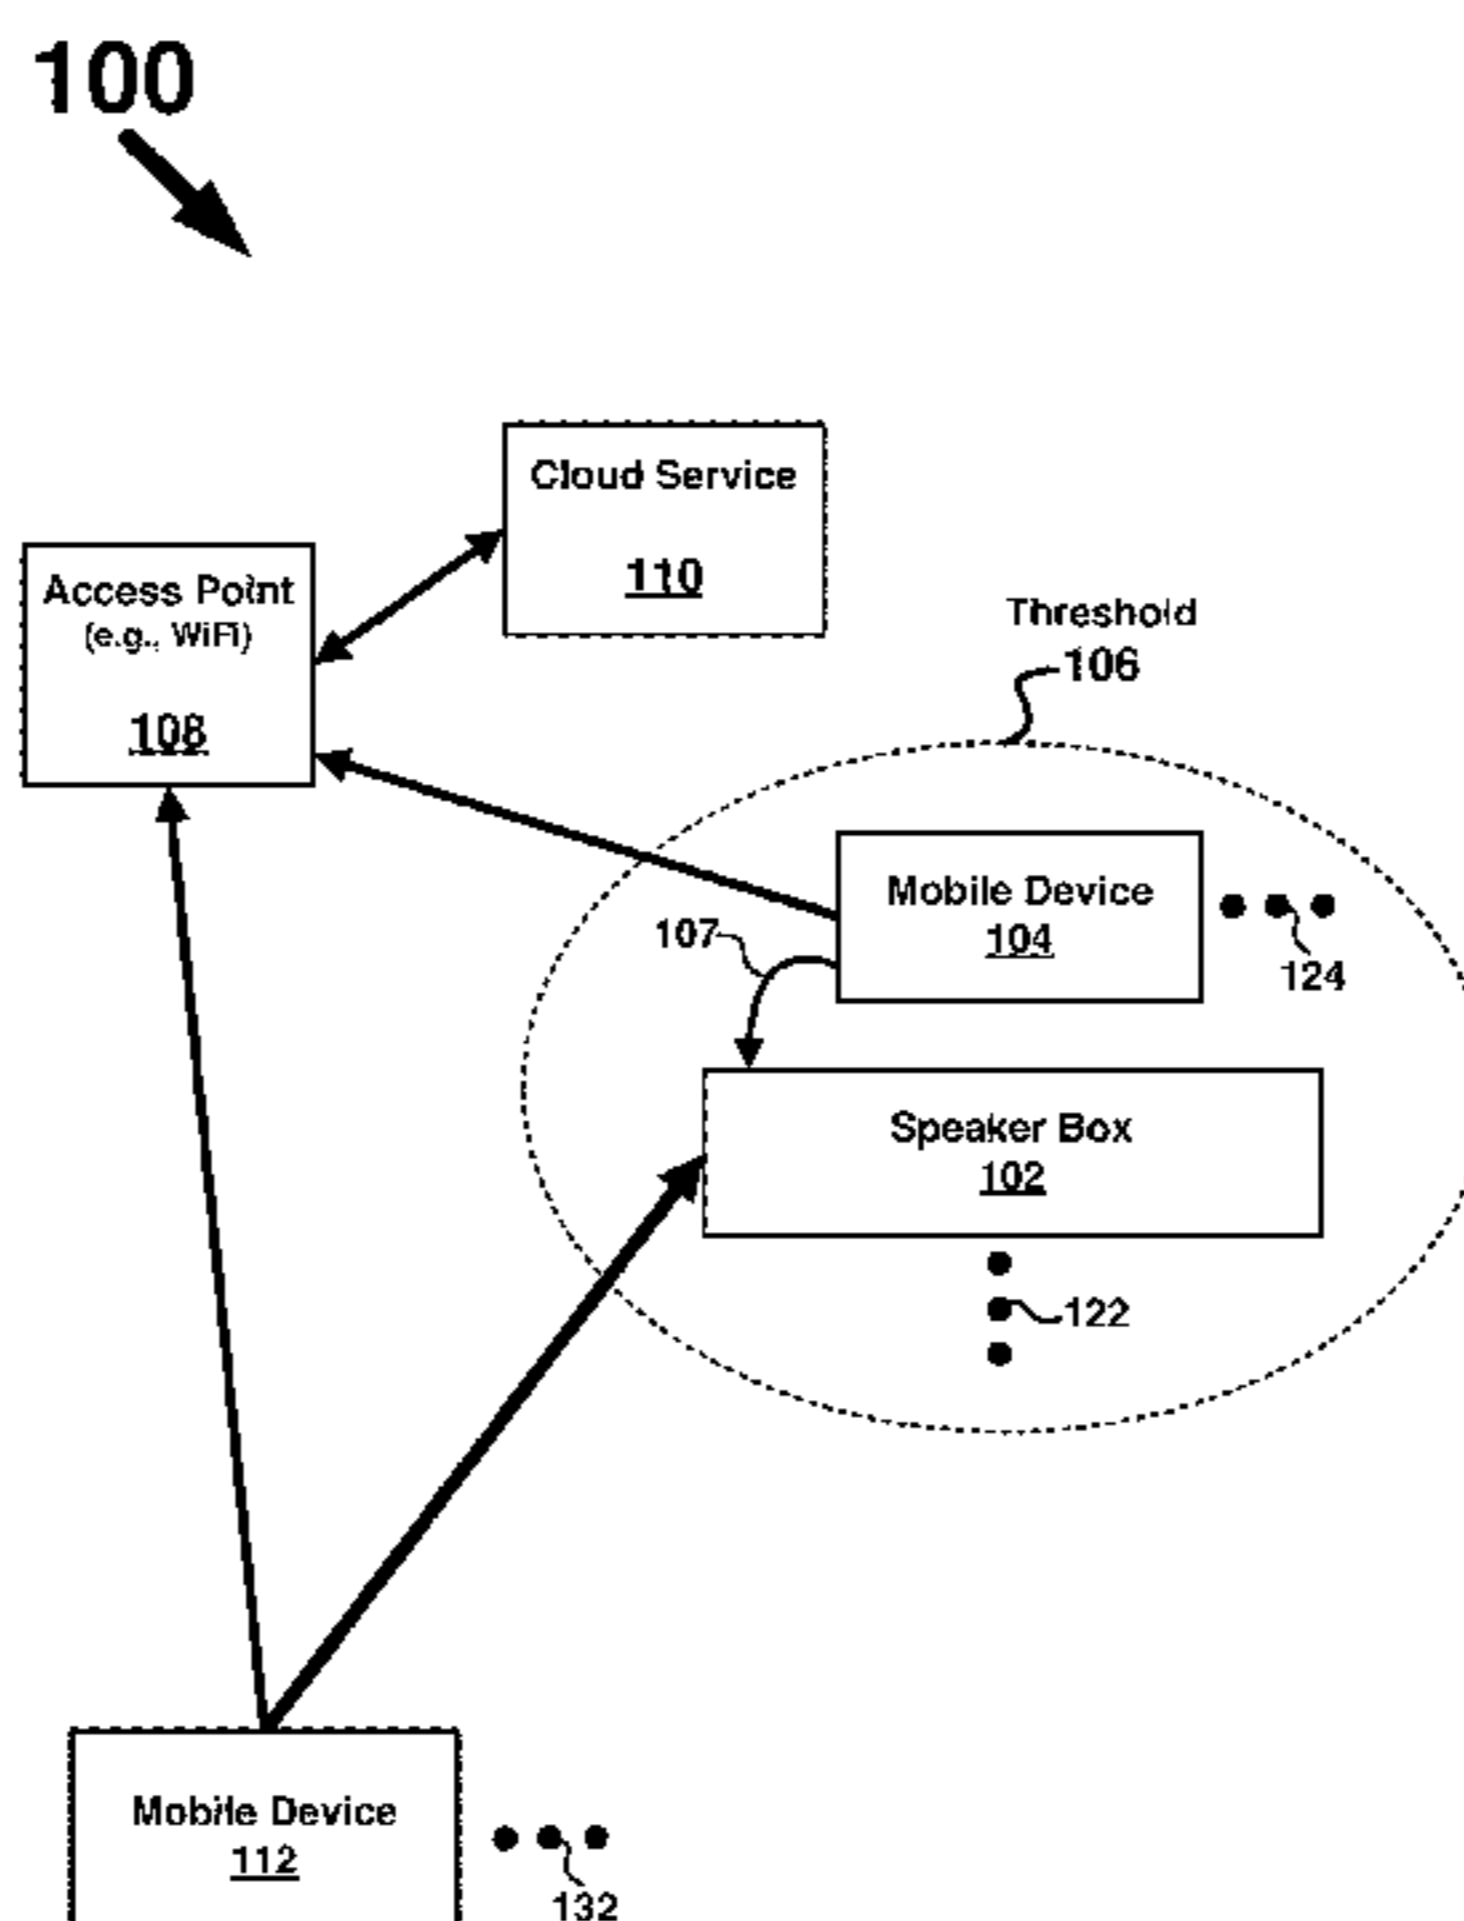 100
Cloud Service
110
Access Point
(e.g., WiFi)
108
Threshold
106
Mobile Device
104
107
124
Speaker Box
102
122
Mobile Device
112
132